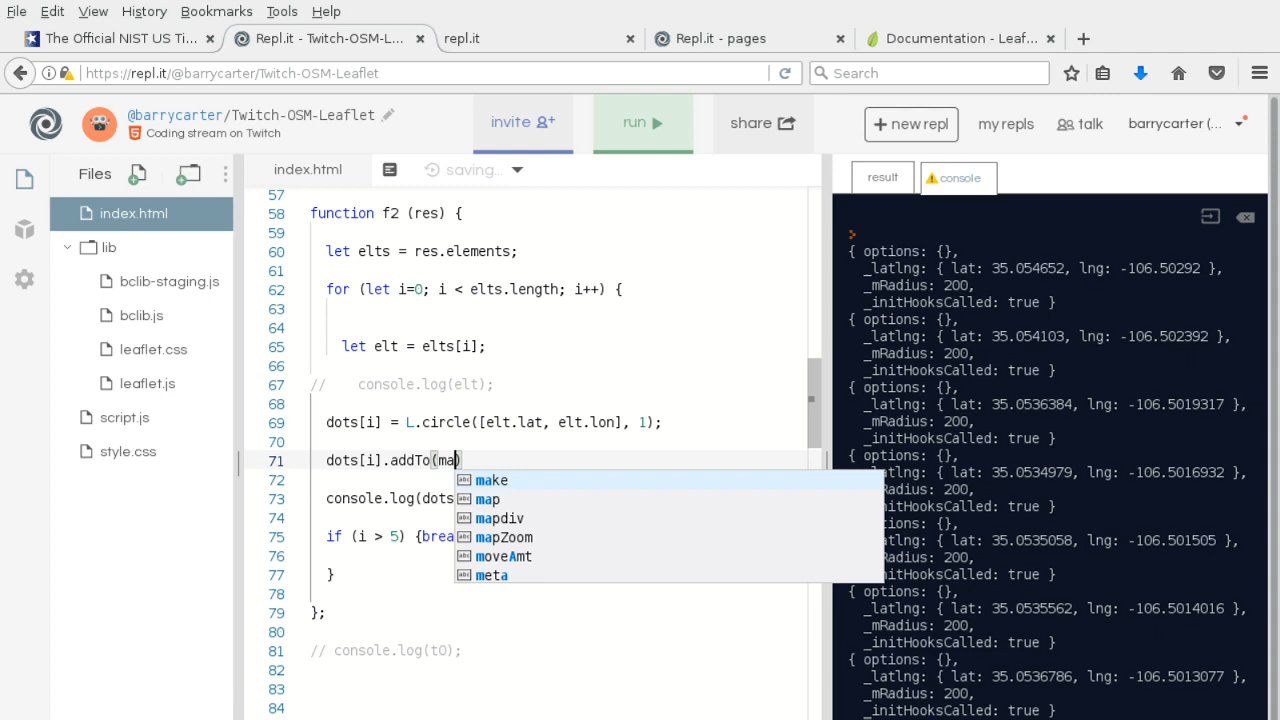 File Edit View History Bookmarks Tools Help
The Official NIST US Ti... × Repl.it - Twitch-OSM-L... × repl.it × Repl.it - pages × Documentation - Leaf... ×
https://repl.it/@barrycarter/Twitch-OSM-Leaflet Search
@barrycarter/Twitch-OSM-Leaflet
Coding stream on Twitch
invite run share + new repl my repls talk barrycarter (...
Files
index.html
lib
bclib-staging.js
bclib.js
leaflet.css
leaflet.js
script.js
style.css
index.html saving...
57
58 function f2 (res) {
59
60 let elts = res.elements;
61
62 for (let i=0; i < elts.length; i++) {
63
64
65 let elt = elts[i];
66
67 // console.log(elt);
68
69 dots[i] = L.circle([elt.lat, elt.lon], 1);
70
71 dots[i].addTo(ma)
72
73 console.log(dots
74
75 if (i > 5) {brea
76
77 }
78
79 };
80
81 // console.log(tO);
82
83
84
make
map
mapdiv
mapZoom
moveAmt
meta
result console
>
{ options: {},
_latlng: { lat: 35.054652, lng: -106.50292 },
_mRadius: 200,
_initHooksCalled: true }
{ options: {},
_latlng: { lat: 35.054103, lng: -106.502392 },
_mRadius: 200,
_initHooksCalled: true }
{ options: {},
_latlng: { lat: 35.0536384, lng: -106.5019317 },
_mRadius: 200,
_initHooksCalled: true }
{ options: {},
_latlng: { lat: 35.0534979, lng: -106.5016932 },
_mRadius: 200,
_initHooksCalled: true }
{ options: {},
_latlng: { lat: 35.0535058, lng: -106.501505 },
_mRadius: 200,
_initHooksCalled: true }
{ options: {},
_latlng: { lat: 35.0535562, lng: -106.5014016 },
_mRadius: 200,
_initHooksCalled: true }
{ options: {},
_latlng: { lat: 35.0536786, lng: -106.5013077 },
_mRadius: 200,
_initHooksCalled: true }